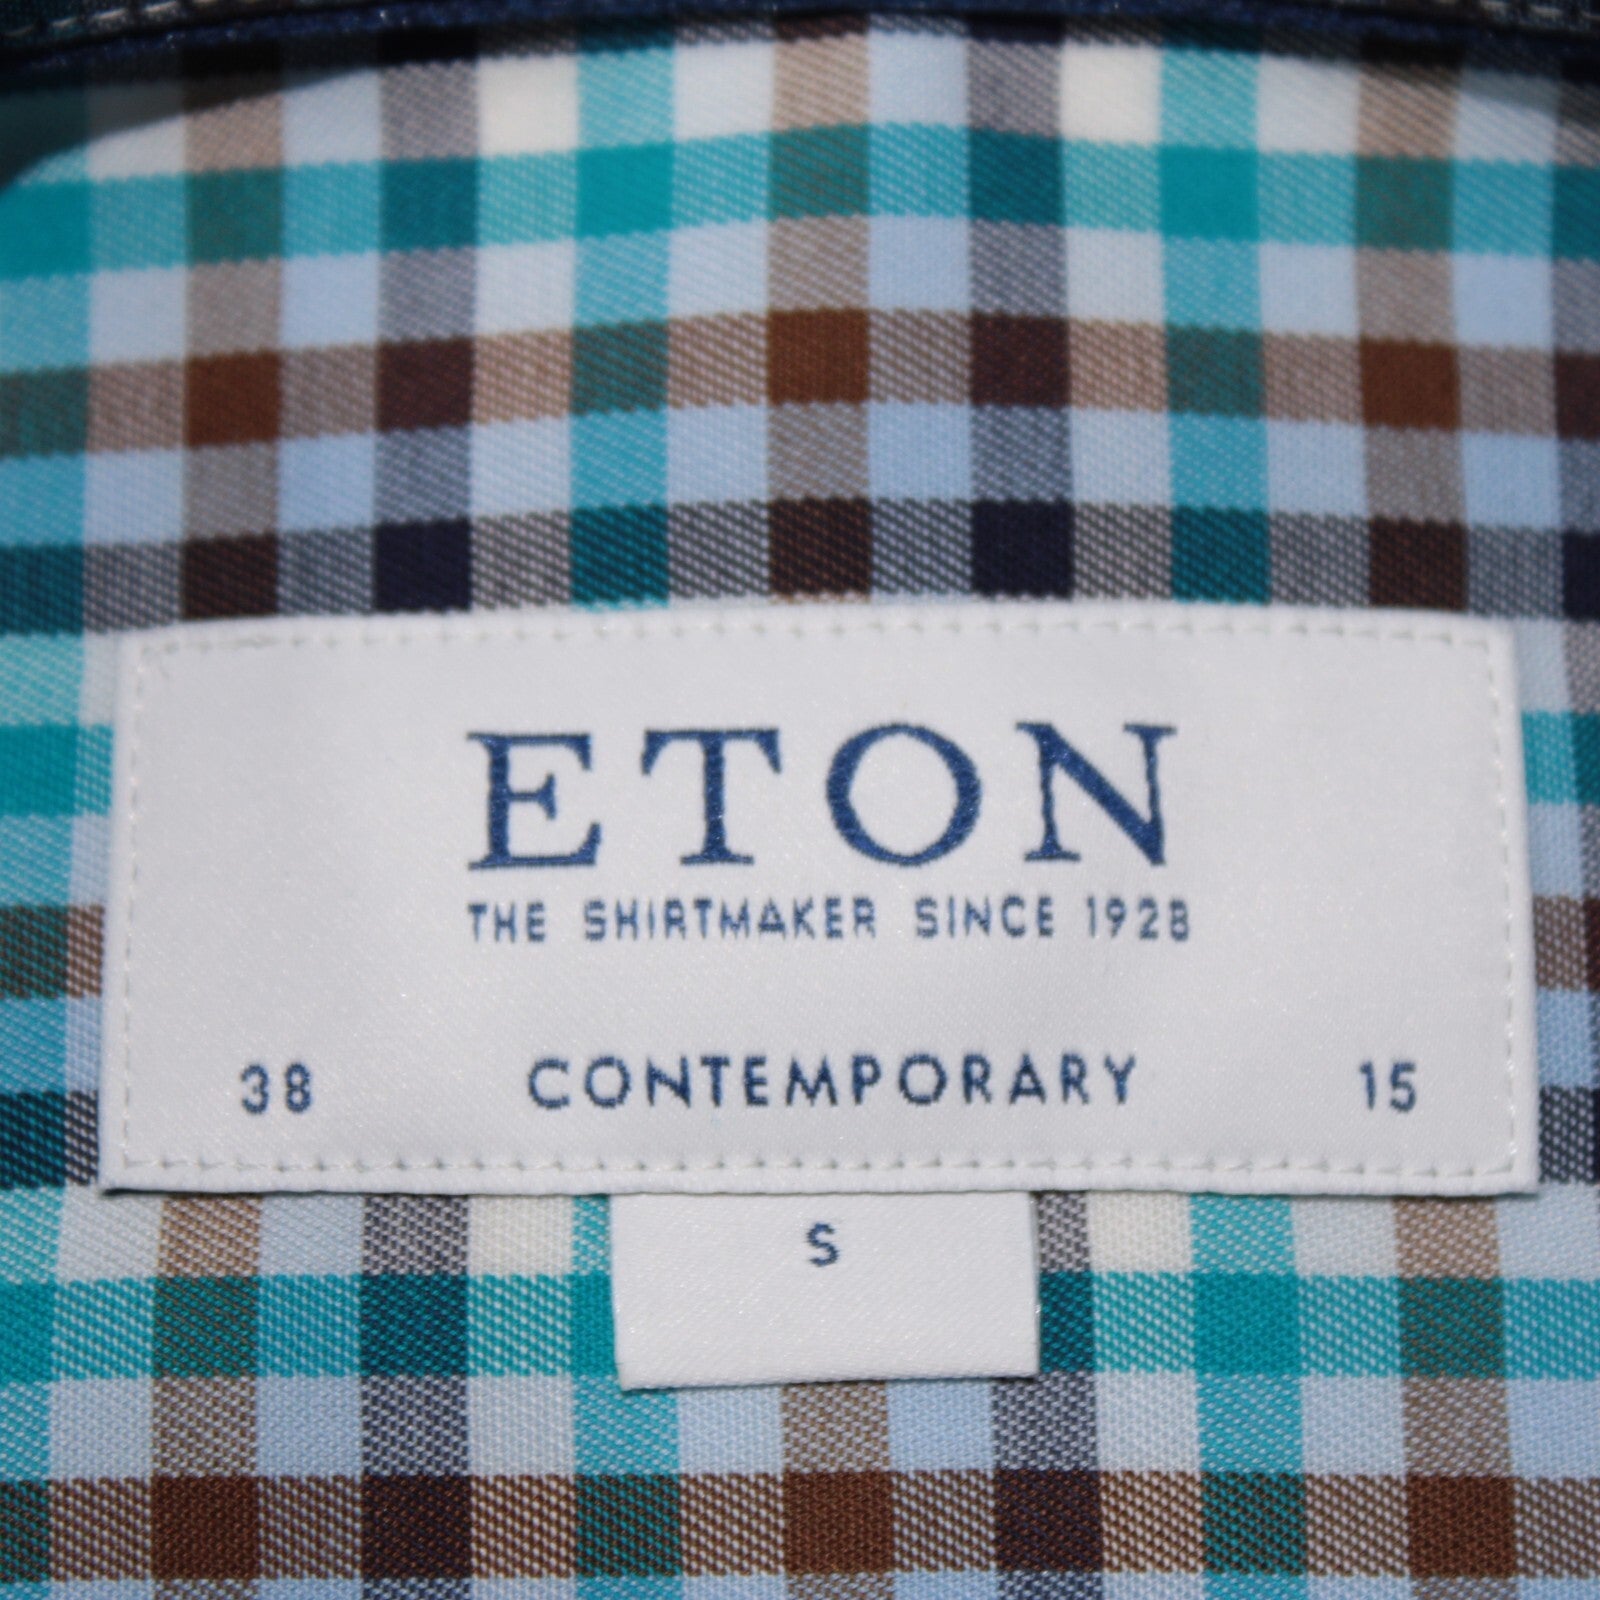 ETON
THE SHIRTMAKER SINCE 1928
38 CONTEMPORARY 15
S